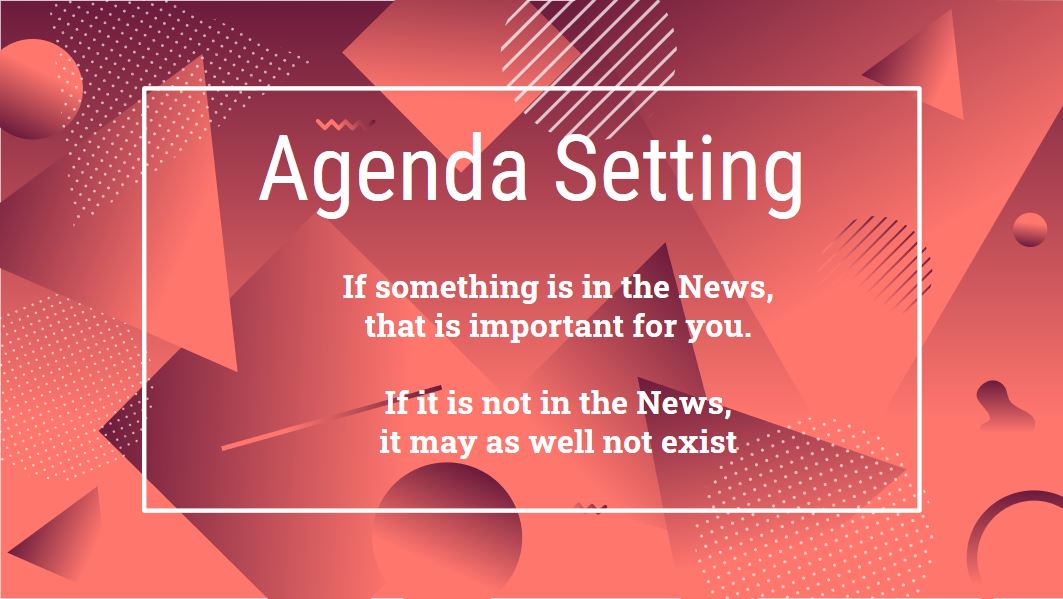 Agenda Setting
If something is in the News,
that is important for you.
If it is not in the News,
it may as well not exist